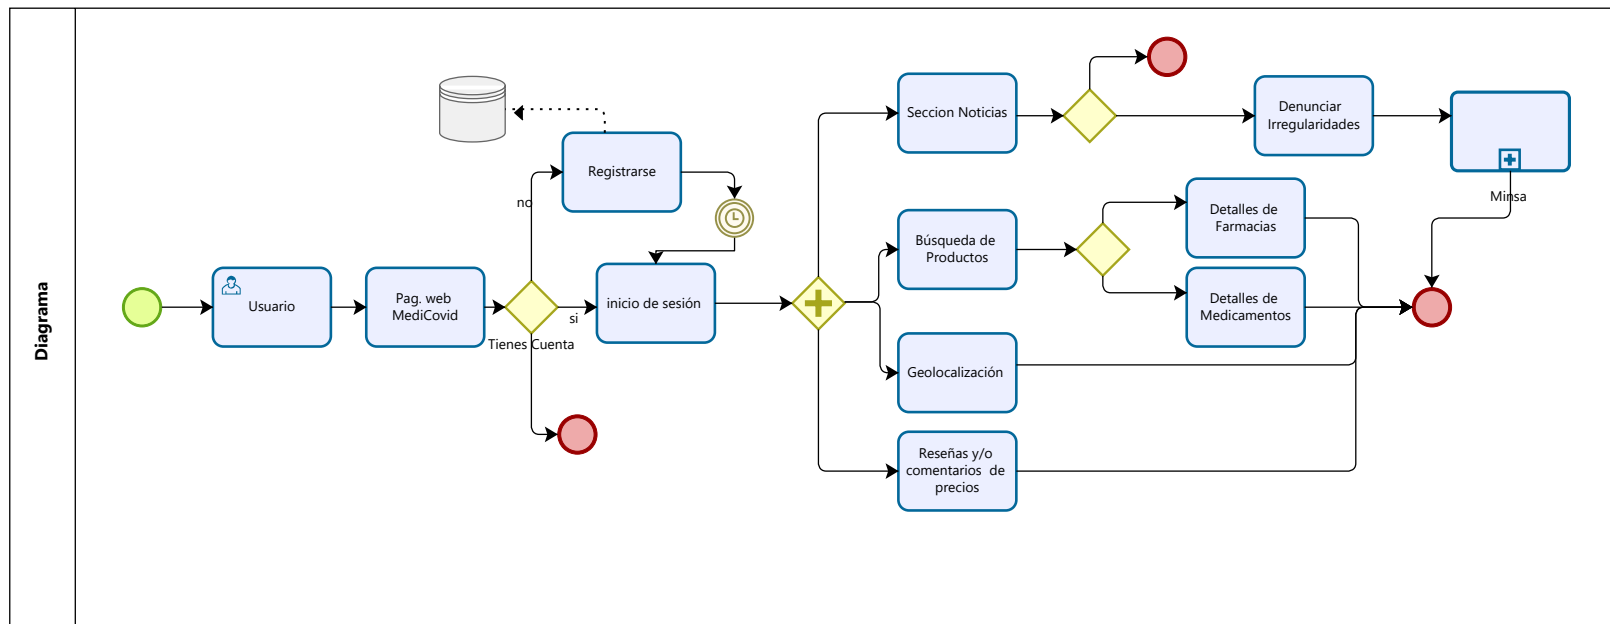 Diagrama
Usuario
Pag. web
MediCovid
Tienes Cuenta
no
si
Registrarse
inicio de sesión
Seccion Noticias
Denunciar
Irregularidades
Minsa
Búsqueda de
Productos
Detalles de
Farmacias
Detalles de
Medicamentos
Geolocalización
Reseñas y/o
comentarios de
precios